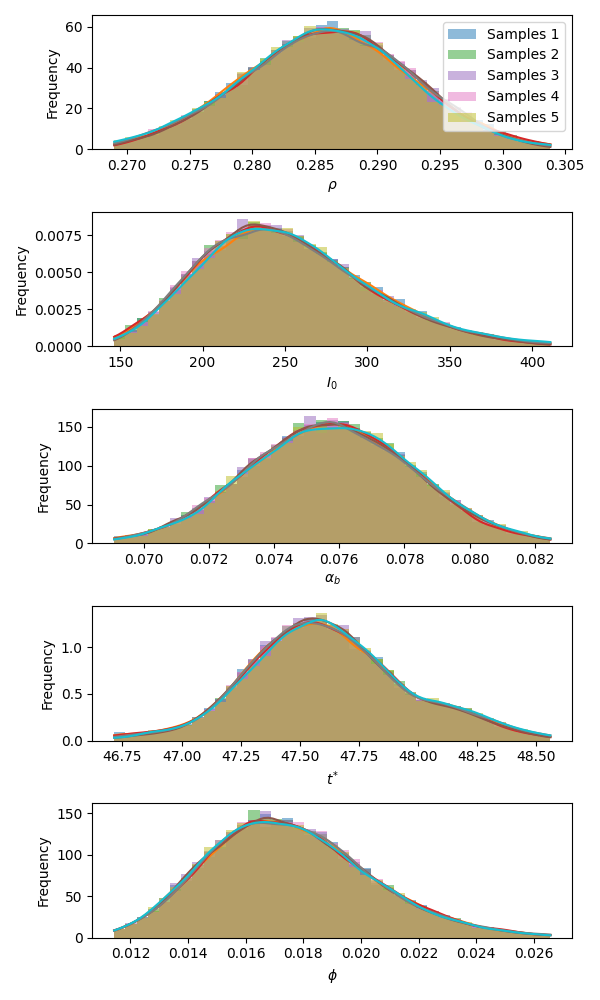 60
40
20
0
Frequency
Samples 1
Samples 2
Samples 3
Samples 4
Samples 5
0.270 0.275 0.280 0.285 0.290 0.295 0.300 0.305
ρ
0.0075
0.0050
0.0025
0.0000
Frequency
150 200 250 300 350 400
I₀
150
100
50
0
Frequency
0.070 0.072 0.074 0.076 0.078 0.080 0.082
α_b
1.0
0.5
0.0
Frequency
46.75 47.00 47.25 47.50 47.75 48.00 48.25 48.50
t*
150
100
50
0
Frequency
0.012 0.014 0.016 0.018 0.020 0.022 0.024 0.026
ϕ